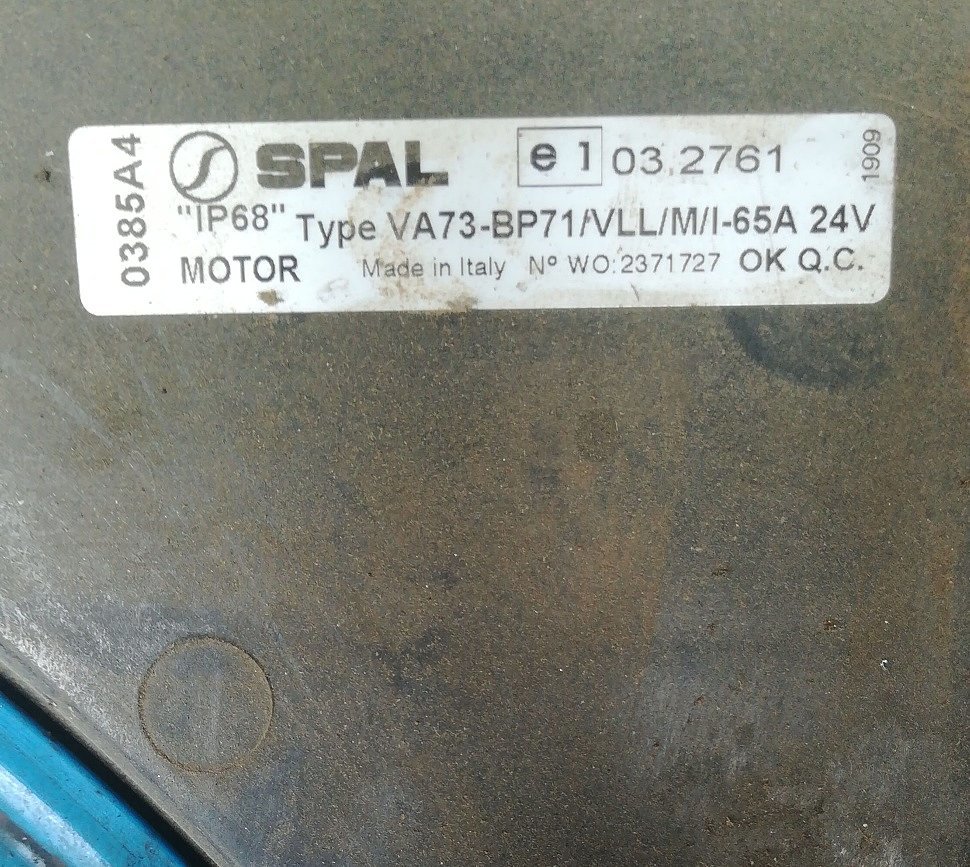 0385A4
SPAL e 1 03.2761
1909
"IP68" Type VA73-BP71/VLL/M/I-65A 24V
MOTOR Made in Italy Nº WO:2371727 OK Q.C.